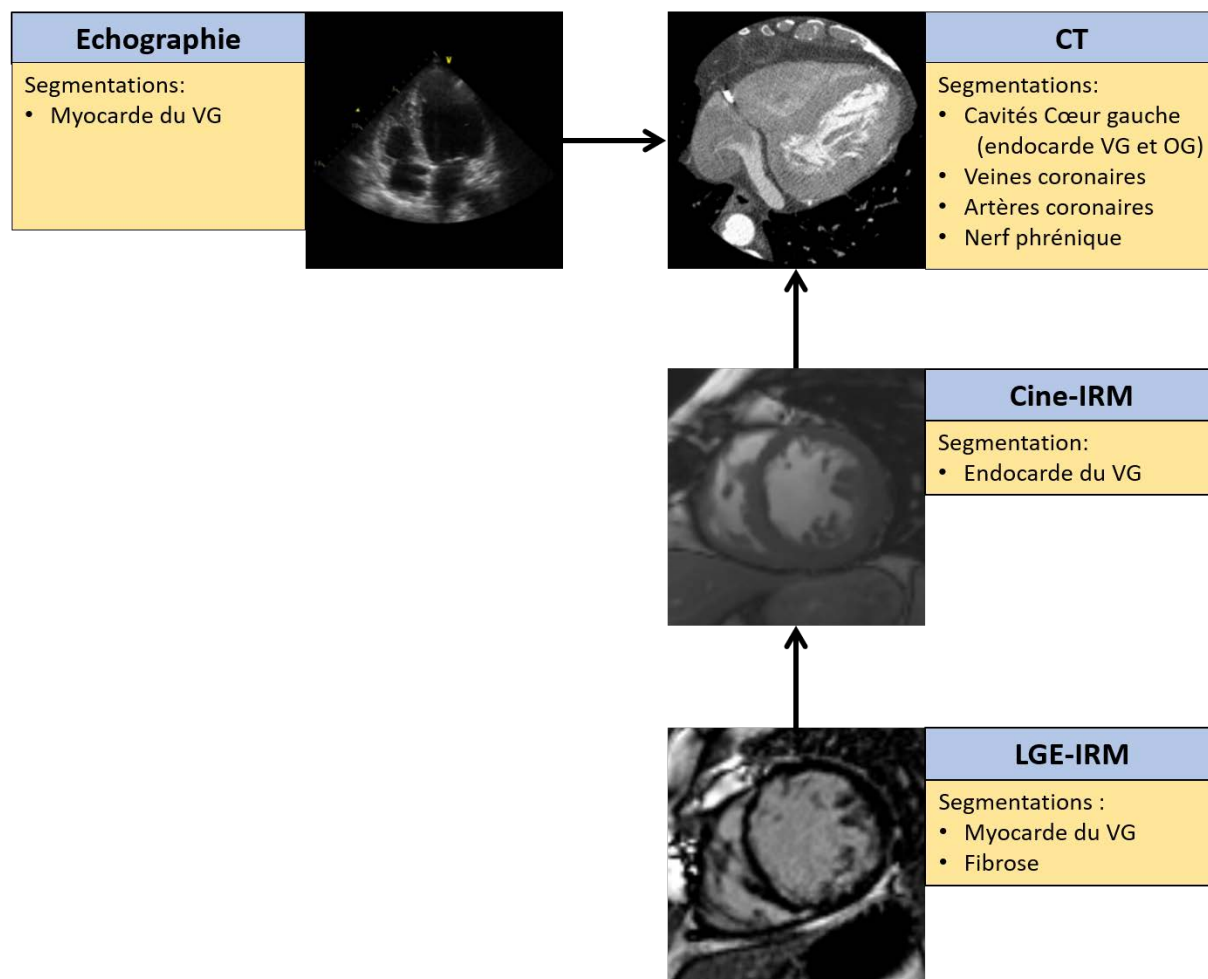 Echographie
Segmentations:
• Myocarde du VG
CT
Segmentations:
• Cavités Cœur gauche
(endocarde VG et OG)
• Veines coronaires
• Artères coronaires
• Nerf phrénique
Cine-IRM
Segmentation:
• Endocarde du VG
LGE-IRM
Segmentations :
• Myocarde du VG
• Fibrose